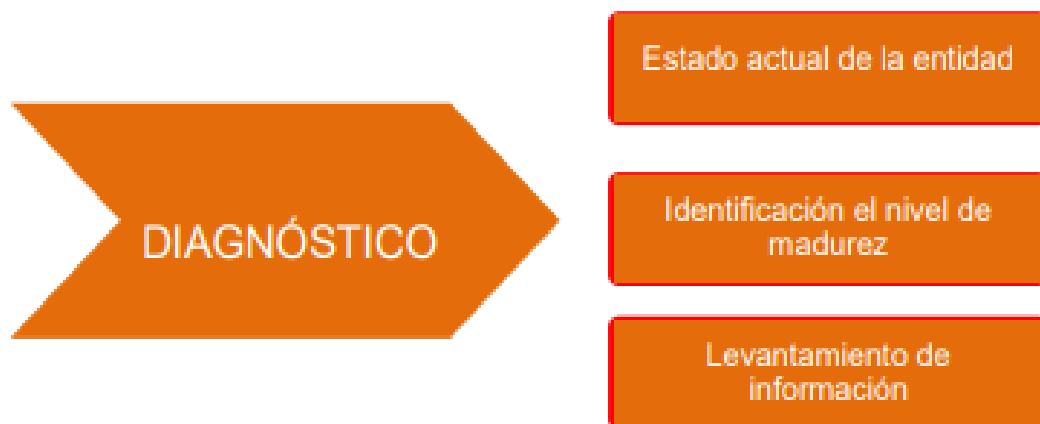 DIAGNÓSTICO
Estado actual de la entidad
Identificación el nivel de
madurez
Levantamiento de
información